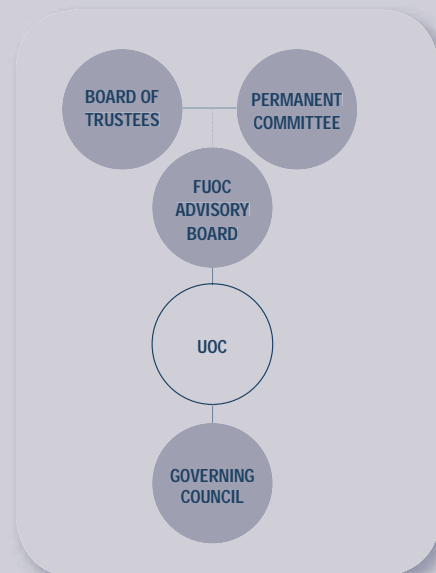 BOARD OF
TRUSTEES
PERMANENT
COMMITTEE
FUOC
ADVISORY
BOARD
UOC
GOVERNING
COUNCIL